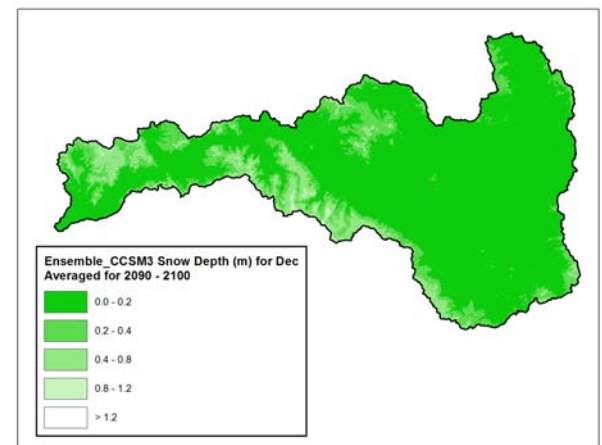 Ensemble_CCSM3 Snow Depth (m) for Dec
Averaged for 2090 - 2100
0.0 - 0.2
0.2 - 0.4
0.4 - 0.8
0.8 - 1.2
> 1.2